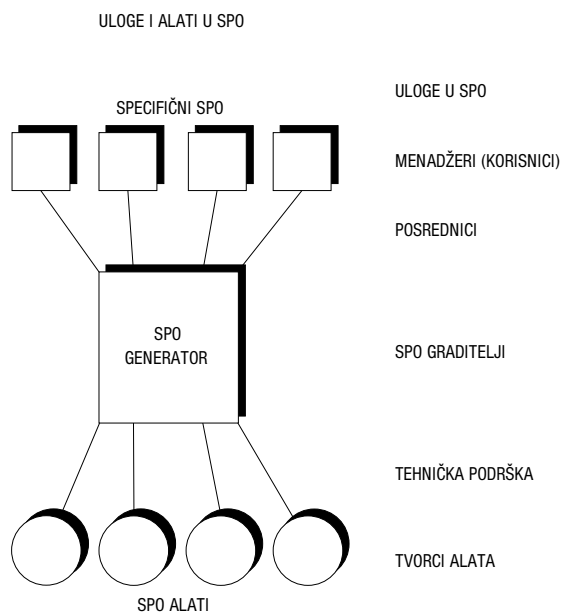 ULOGE I ALATI U SPO
ULOGE U SPO
SPECIFIČNI SPO
MENADŽERI (KORISNICI)
POSREDNICI
SPO
GENERATOR
SPO GRADITELJI
TEHNIČKA PODRŠKA
TVORCI ALATA
SPO ALATI